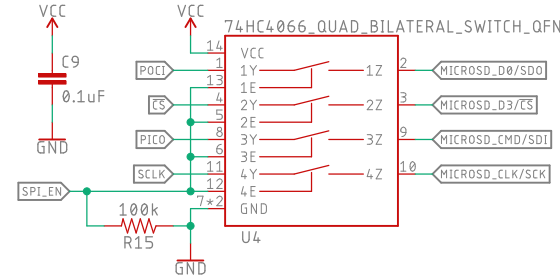 VCC
C9
0.1uF
GND
VCC
74HC4066_QUAD_BILATERAL_SWITCH_QFN
14 VCC
POCI 1 1Y 1Z 2 MICROSD_D0/SDO
13 1E
CS 4 2Y 2Z 3 MICROSD_D3/CS
5 2E
PICO 8 3Y 3Z 9 MICROSD_CMD/SDI
6 3E
SCLK 11 4Y 4Z 10 MICROSD_CLK/SCK
SPI_EN 12 4E
7*2 GND
100k
R15
U4
GND